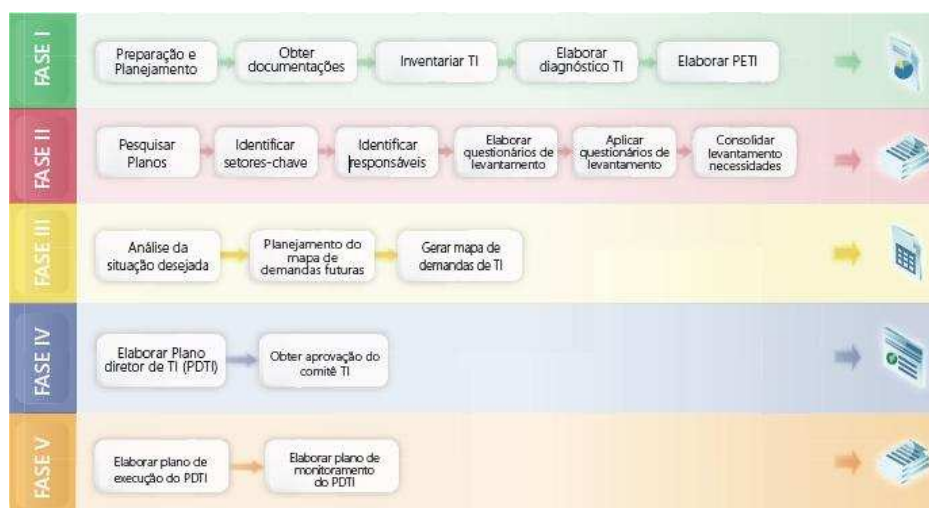 FASE I
Preparação e
Planejamento
Obter
documentações
Inventariar TI
Elaborar
diagnóstico TI
Elaborar PETI
FASE II
Pesquisar
Planos
Identificar
setores-chave
Identificar
responsáveis
Elaborar
questionários de
levantamento
Aplicar
questionários de
levantamento
Consolidar
levantamento
necessidades
FASE III
Análise da
situação desejada
Planejamento do
mapa de
demandas futuras
Gerar mapa de
demandas de TI
FASE IV
Elaborar Plano
diretor de TI (PDTI)
Obter aprovação do
comitê TI
FASE V
Elaborar plano de
execução do PDTI
Elaborar plano de
monitoramento
do PDTI